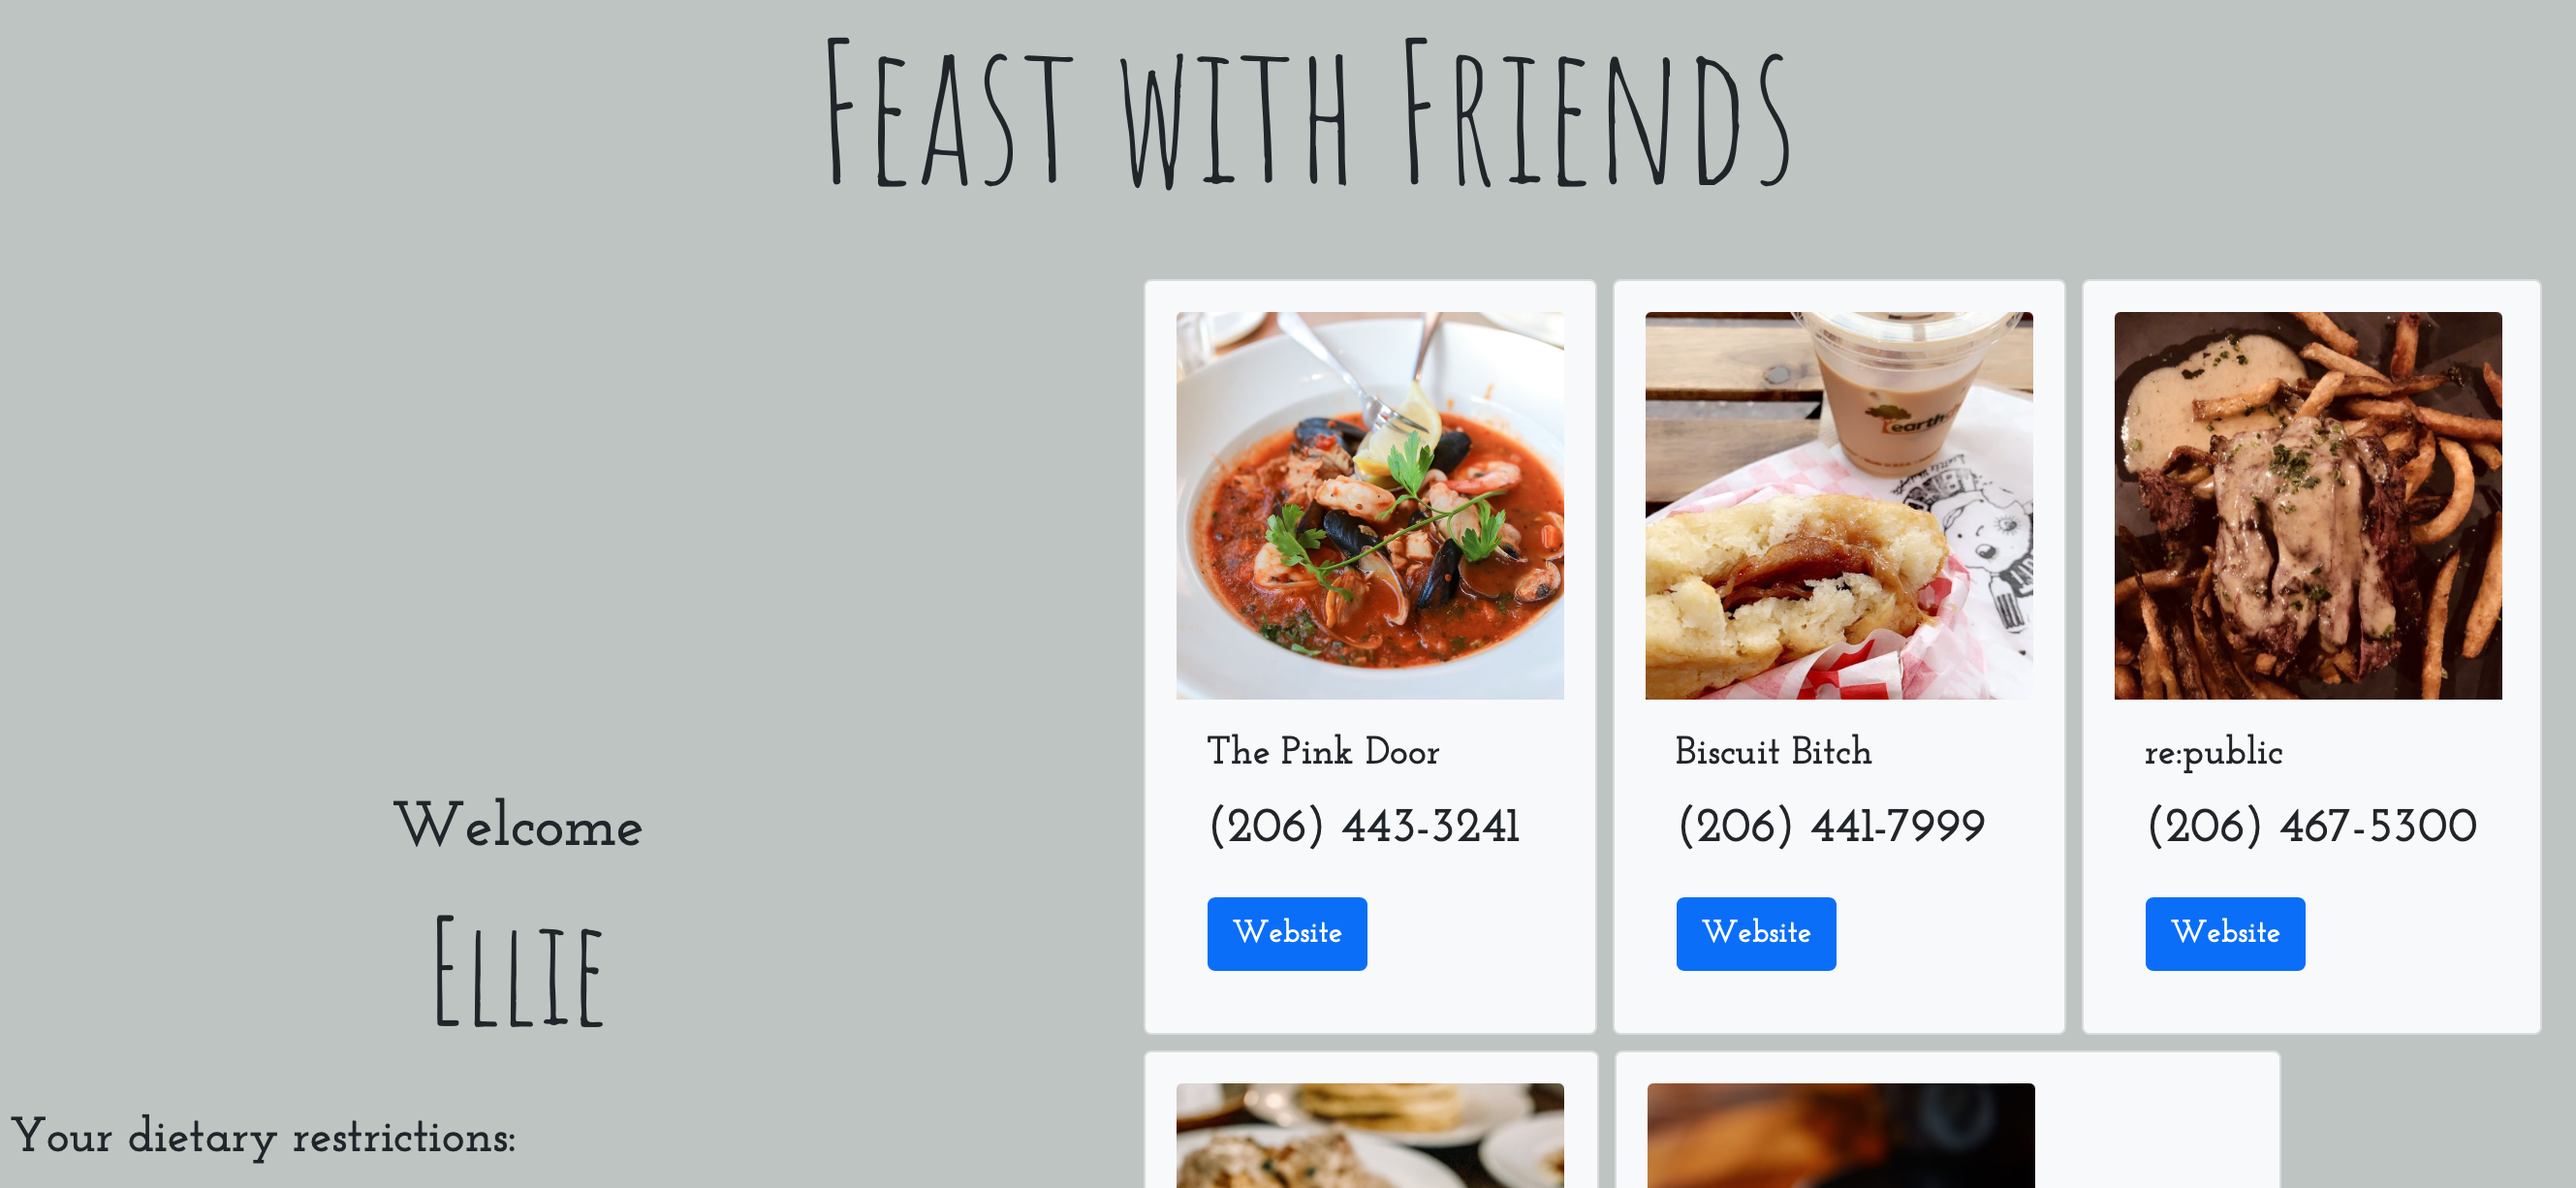 Feast with Friends
Welcome
Ellie
Your dietary restrictions:
The Pink Door
(206) 443-3241
Website
Biscuit Bitch
(206) 441-7999
Website
re:public
(206) 467-5300
Website
earth